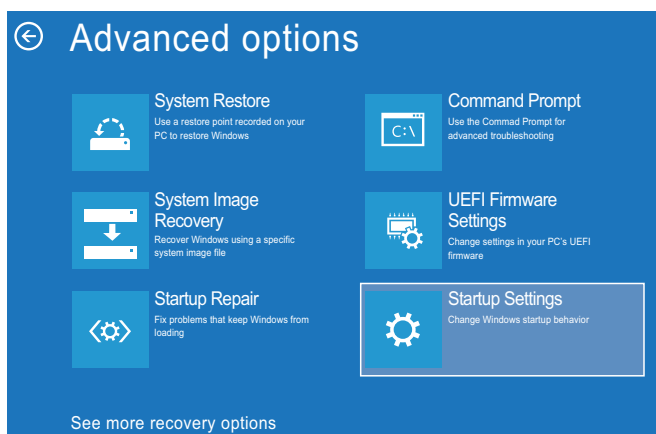 Advanced options
System Restore
Use a restore point recorded on your
PC to restore Windows
Command Prompt
Use the Commad Prompt for
advanced troubleshooting
C:\
System Image
Recovery
Recover Windows using a specific
system image file
UEFI Firmware
Settings
Change settings in your PC's UEFI
firmware
Startup Repair
Fix problems that keep Windows from
loading
Startup Settings
Change Windows startup behavior
See more recovery options